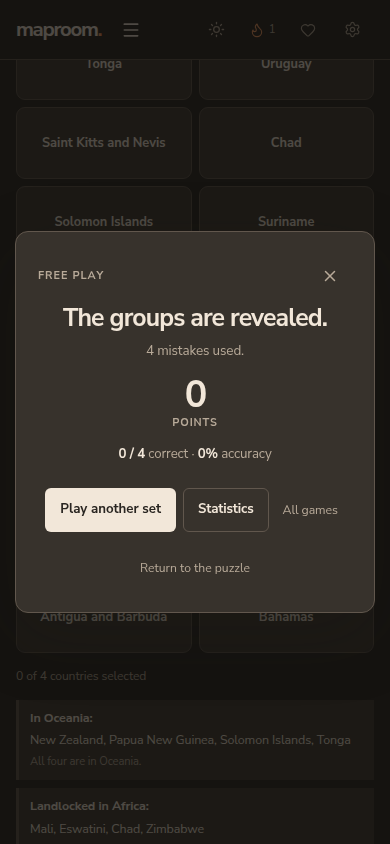 maproom.
1
Tonga
Uruguay
Saint Kitts and Nevis
Chad
Solomon Islands
Suriname
FREE PLAY
The groups are revealed.
4 mistakes used.
0
POINTS
0 / 4 correct · 0% accuracy
Play another set
Statistics
All games
Return to the puzzle
Antigua and Barbuda
Bahamas
0 of 4 countries selected
In Oceania:
New Zealand, Papua New Guinea, Solomon Islands, Tonga
All four are in Oceania.
Landlocked in Africa:
Mali, Eswatini, Chad, Zimbabwe